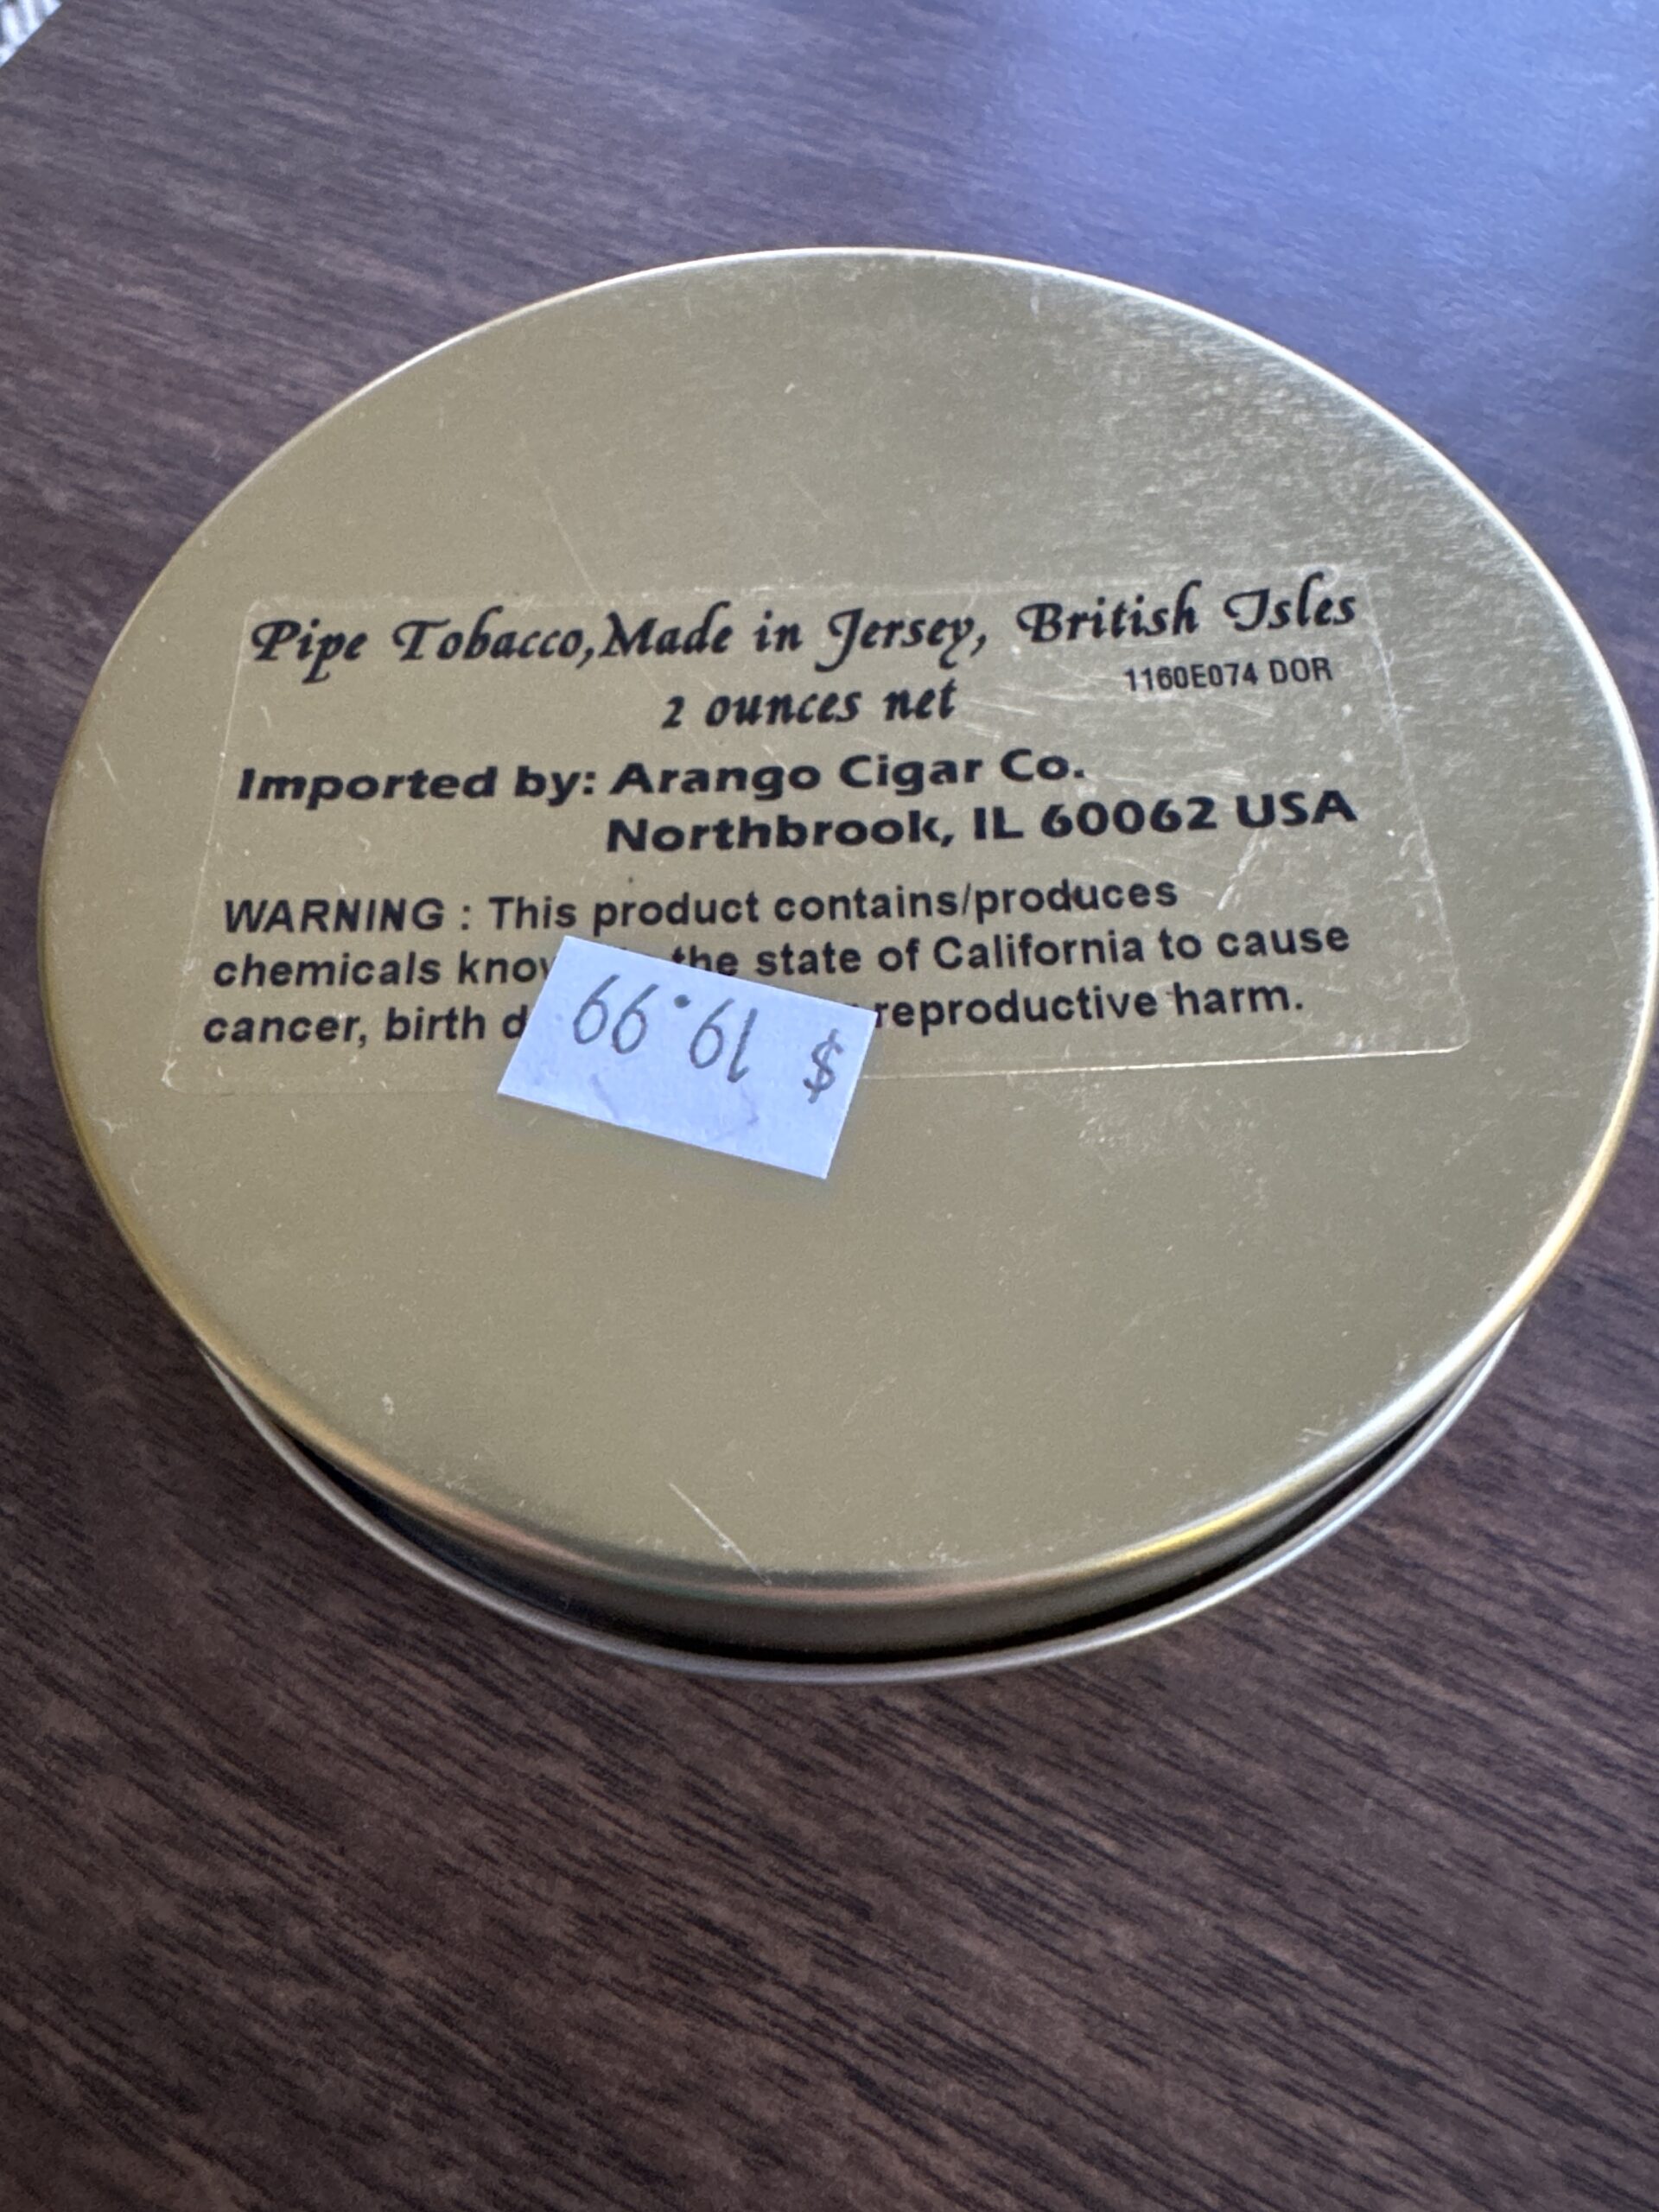 Pipe Tobacco,Made in Jersey, British Isles
1160E074 DOR
2 ounces net
Imported by: Arango Cigar Co.
Northbrook, IL 60062 USA
WARNING : This product contains/produces
chemicals the state of California to cause
cancer, birth reproductive harm.
$ 19.99